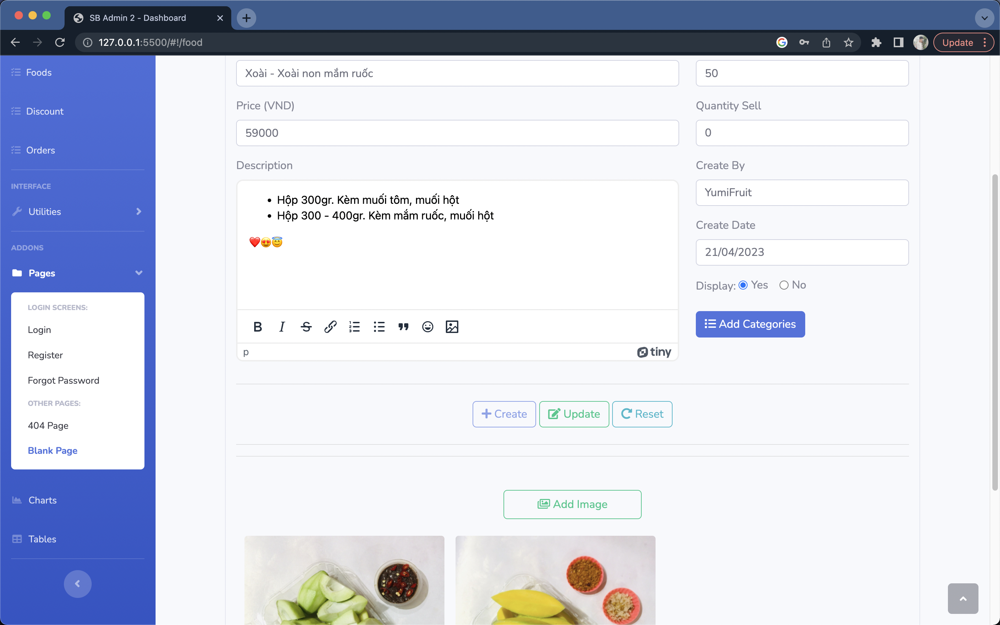 SB Admin 2 - Dashboard
127.0.0.1:5500/#!/food
Update
Foods
Discount
Orders
INTERFACE
Utilities
ADDONS
Pages
LOGIN SCREENS:
Login
Register
Forgot Password
OTHER PAGES:
404 Page
Blank Page
Charts
Tables
Xoài - Xoài non mắm ruốc
50
Price (VND)
Quantity Sell
59000
0
Description
Create By
• Hộp 300gr. Kèm muối tôm, muối hột
• Hộp 300 - 400gr. Kèm mắm ruốc, muối hột
❤️😍😇
YumiFruit
Create Date
21/04/2023
Display: Yes No
Add Categories
p
tiny
Create Update Reset
Add Image